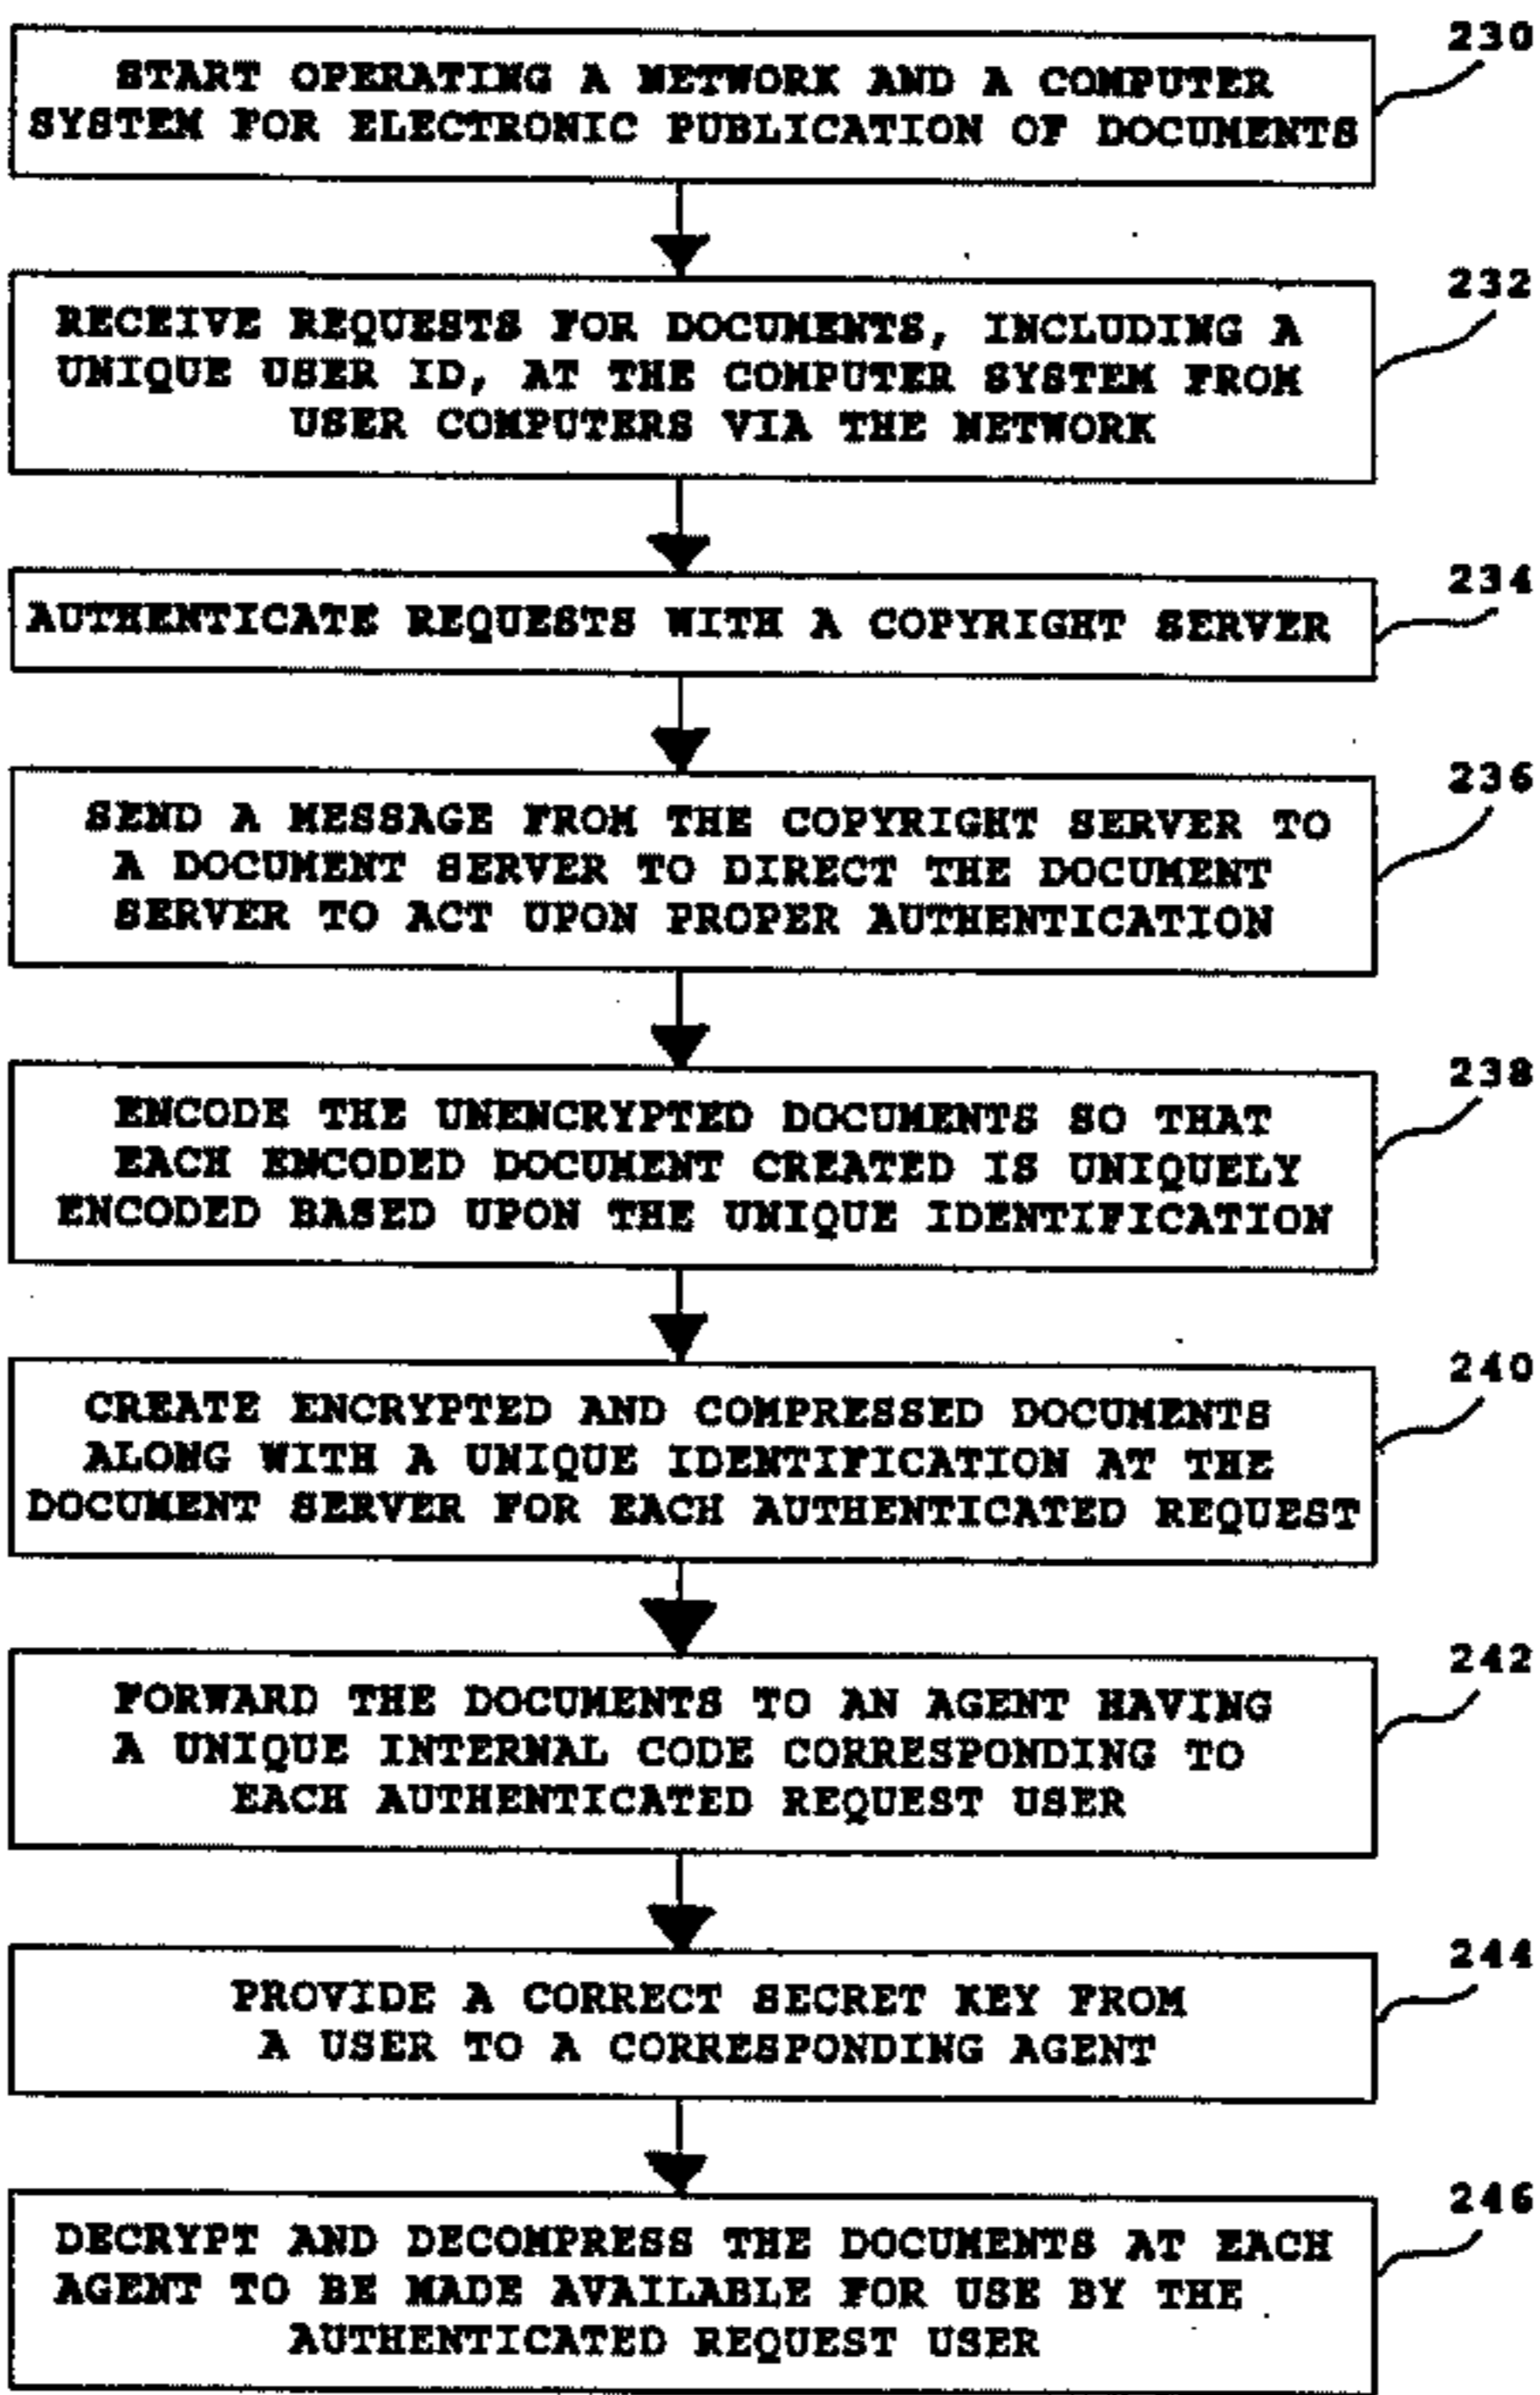 230
START OPERATING A NETWORK AND A COMPUTER
SYSTEM FOR ELECTRONIC PUBLICATION OF DOCUMENTS
232
RECEIVE REQUESTS FOR DOCUMENTS, INCLUDING A
UNIQUE USER ID, AT THE COMPUTER SYSTEM FROM
USER COMPUTERS VIA THE NETWORK
234
AUTHENTICATE REQUESTS WITH A COPYRIGHT SERVER
236
SEND A MESSAGE FROM THE COPYRIGHT SERVER TO
A DOCUMENT SERVER TO DIRECT THE DOCUMENT
SERVER TO ACT UPON PROPER AUTHENTICATION
238
ENCODE THE UNENCRYPTED DOCUMENTS SO THAT
EACH ENCODED DOCUMENT CREATED IS UNIQUELY
ENCODED BASED UPON THE UNIQUE IDENTIFICATION
240
CREATE ENCRYPTED AND COMPRESSED DOCUMENTS
ALONG WITH A UNIQUE IDENTIFICATION AT THE
DOCUMENT SERVER FOR EACH AUTHENTICATED REQUEST
242
FORWARD THE DOCUMENTS TO AN AGENT HAVING
A UNIQUE INTERNAL CODE CORRESPONDING TO
EACH AUTHENTICATED REQUEST USER
244
PROVIDE A CORRECT SECRET KEY FROM
A USER TO A CORRESPONDING AGENT
246
DECRYPT AND DECOMPRESS THE DOCUMENTS AT EACH
AGENT TO BE MADE AVAILABLE FOR USE BY THE
AUTHENTICATED REQUEST USER